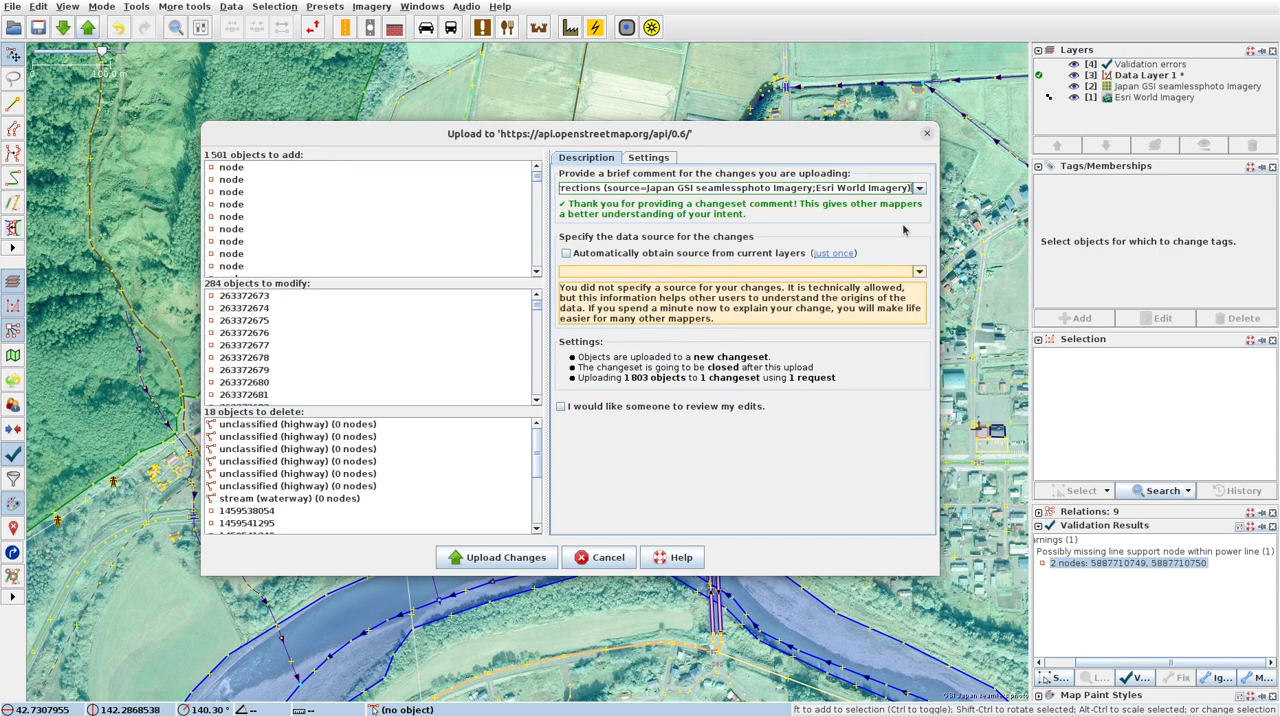 File Edit View Mode Tools More tools Data Selection Presets Imagery Windows Audio Help
0 100.0 m
Upload to 'https://api.openstreetmap.org/api/0.6/'
1 501 objects to add:
node
node
node
node
node
node
node
node
node
284 objects to modify:
263372673
263372674
263372675
263372676
263372677
263372678
263372679
263372680
263372681
18 objects to delete:
unclassified (highway) (0 nodes)
unclassified (highway) (0 nodes)
unclassified (highway) (0 nodes)
unclassified (highway) (0 nodes)
unclassified (highway) (0 nodes)
unclassified (highway) (0 nodes)
stream (waterway) (0 nodes)
1459538054
1459541295
Description Settings
Provide a brief comment for the changes you are uploading:
rections (source=Japan GSI seamlessphoto Imagery;Esri World Imagery)
✔ Thank you for providing a changeset comment! This gives other mappers
a better understanding of your intent.
Specify the data source for the changes
Automatically obtain source from current layers (just once)
You did not specify a source for your changes. It is technically allowed,
but this information helps other users to understand the origins of the
data. If you spend a minute now to explain your change, you will make life
easier for many other mappers.
Settings:
● Objects are uploaded to a new changeset.
● The changeset is going to be closed after this upload
● Uploading 1 803 objects to 1 changeset using 1 request
I would like someone to review my edits.
Upload Changes Cancel Help
Layers
[4] Validation errors
[3] Data Layer 1 *
[2] Japan GSI seamlessphoto Imagery
[1] Esri World Imagery
Tags/Memberships
Select objects for which to change tags.
Add Edit Delete
Selection
Select Search History
Relations: 9
Validation Results
rnings (1)
Possibly missing line support node within power line (1)
2 nodes: 5887710749, 5887710750
S... L... V... Fix Ig... M...
Map Paint Styles
GSI Japan seamless photo
42.7307955 142.2868538 140.30 ° -- -- (no object) ft to add to selection (Ctrl to toggle); Shift-Ctrl to rotate selected; Alt-Ctrl to scale selected; or change selection